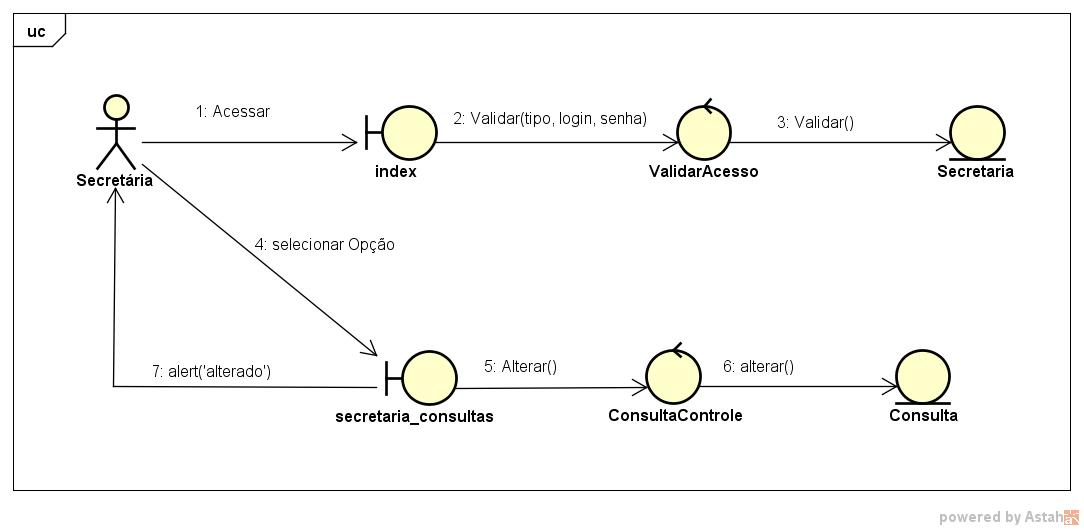 uc
1: Acessar
2: Validar(tipo, login, senha)
3: Validar()
Secretária
index
ValidarAcesso
Secretaria
4: selecionar Opção
7: alert('alterado')
5: Alterar()
6: alterar()
secretaria_consultas
ConsultaControle
Consulta
powered by Astah